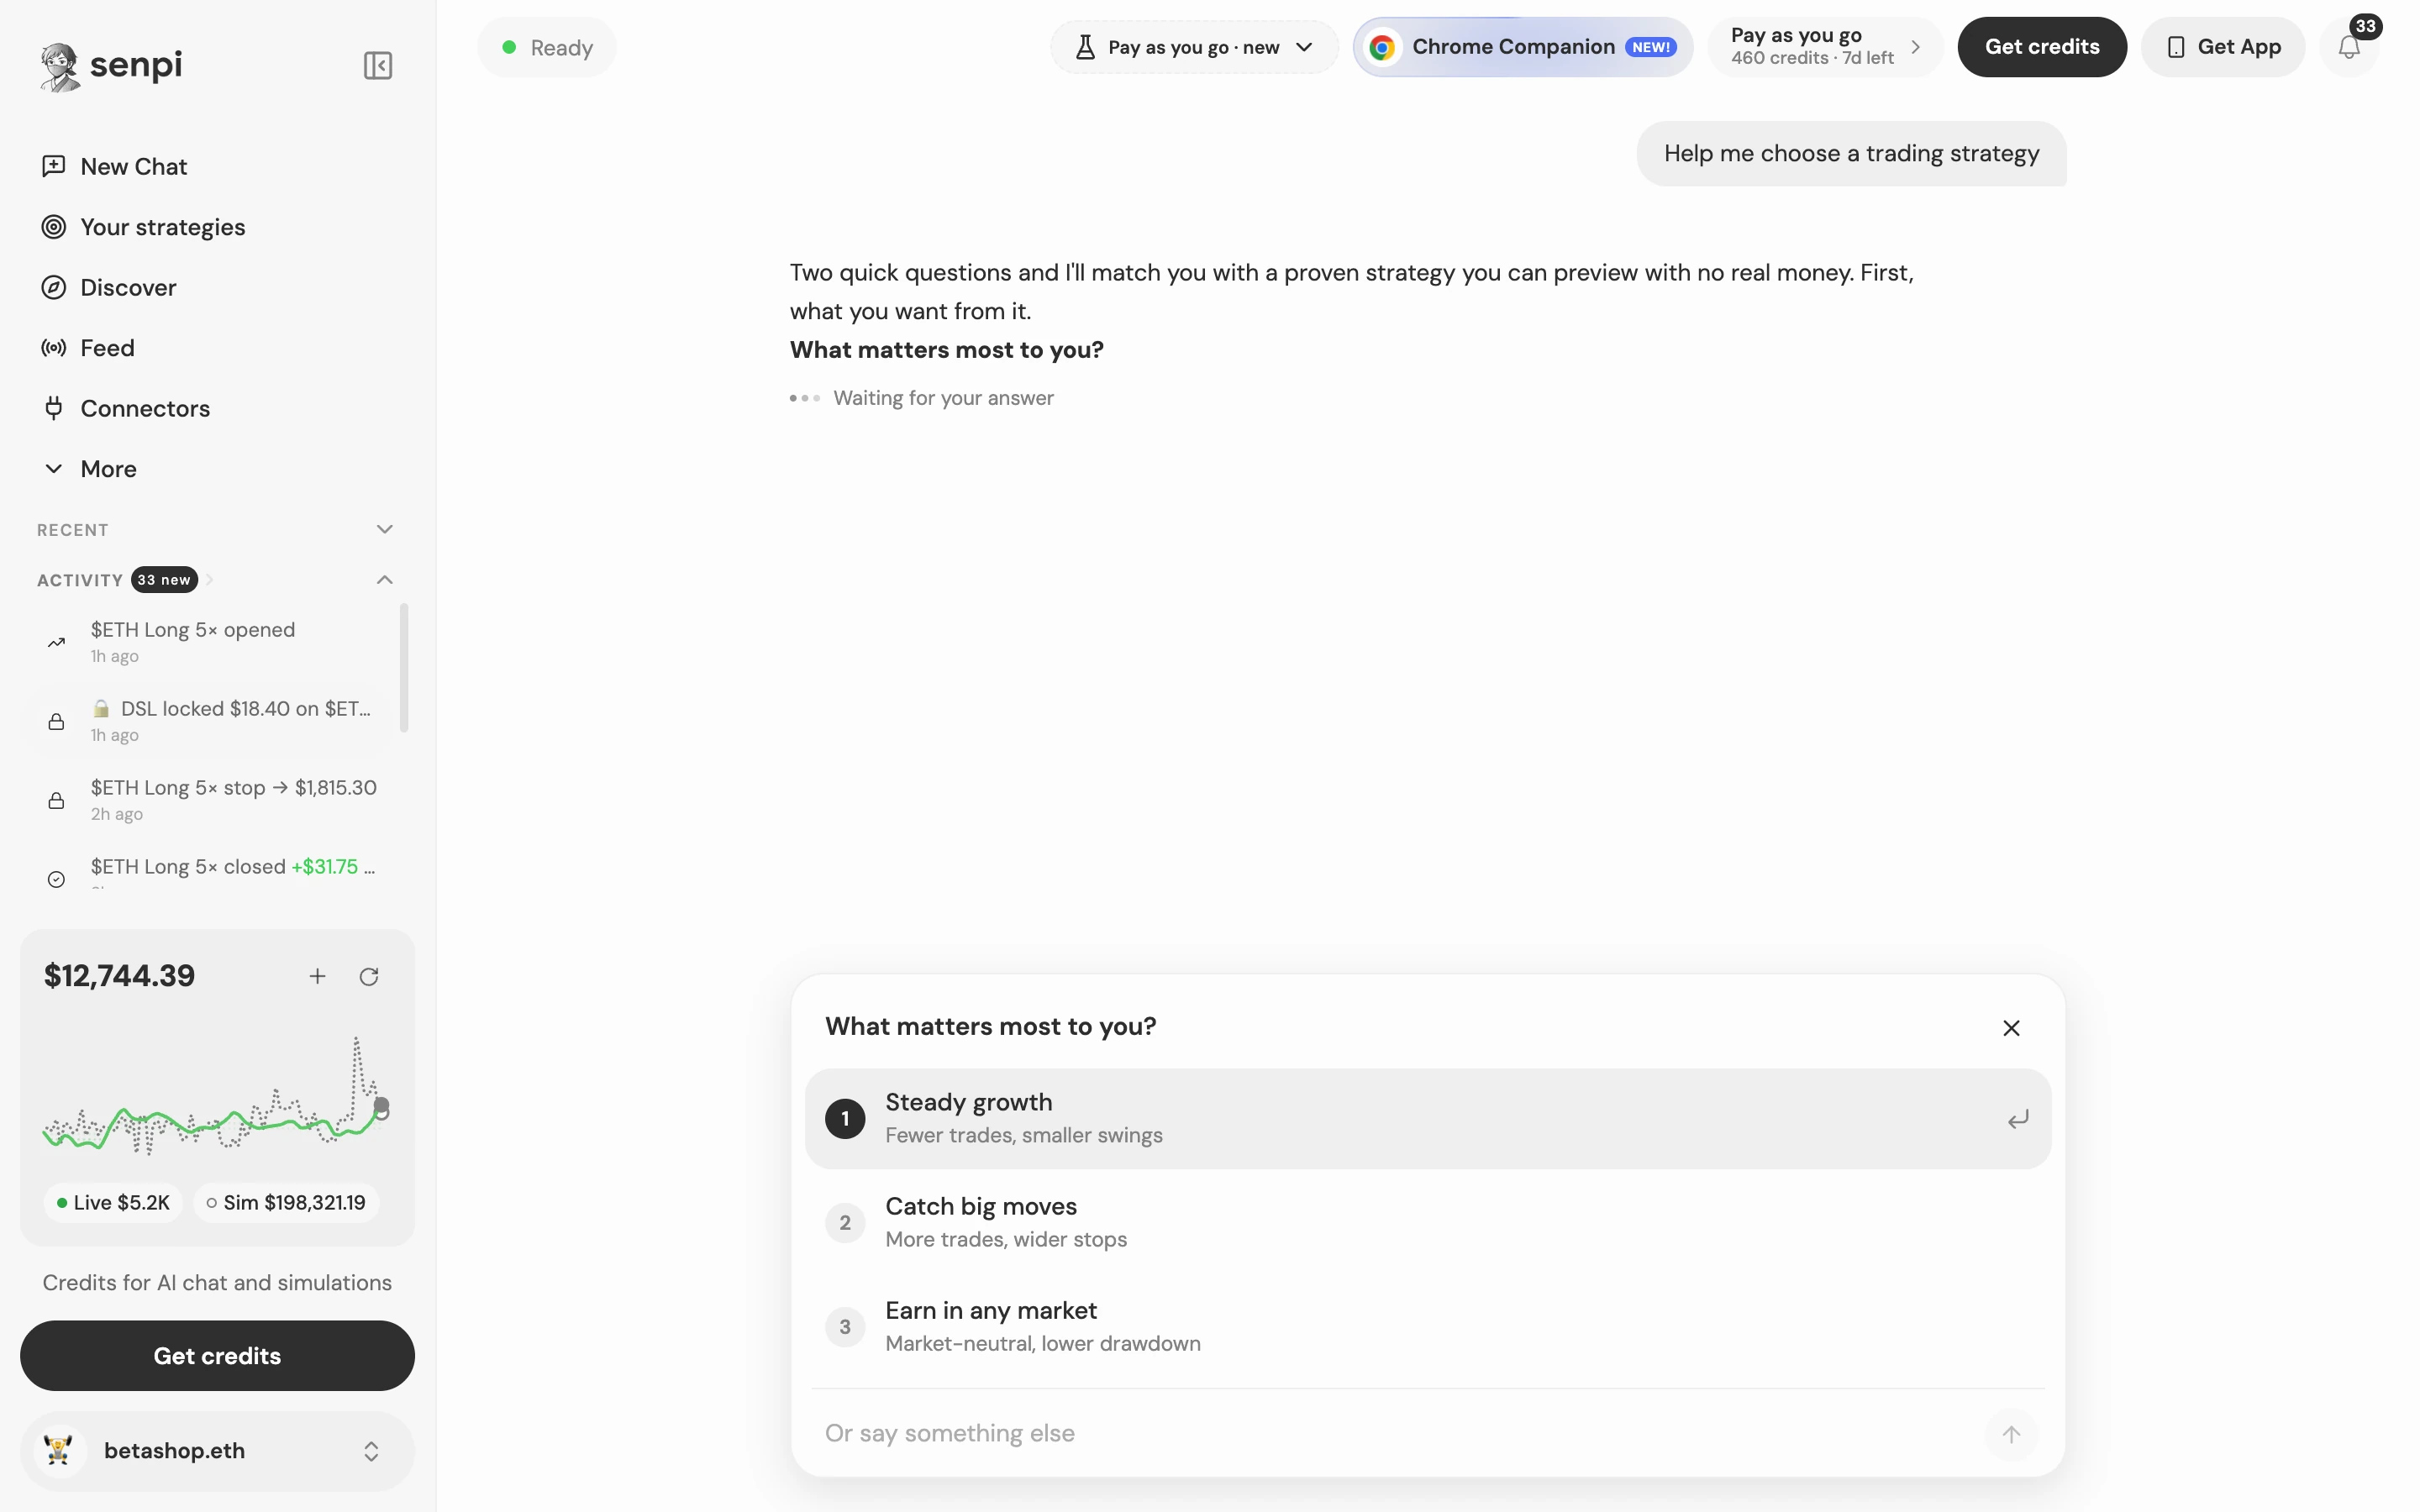 senpi
New Chat
Your strategies
Discover
Feed
Connectors
More
RECENT
ACTIVITY 33 new
$ETH Long 5× opened
1h ago
🔒 DSL locked $18.40 on $ET...
1h ago
$ETH Long 5× stop → $1,815.30
2h ago
$ETH Long 5× closed +$31.75 ...
$12,744.39
Live $5.2K
Sim $198,321.19
Credits for AI chat and simulations
Get credits
betashop.eth
Ready
Pay as you go · new
Chrome Companion NEW!
Pay as you go
460 credits · 7d left
Get credits
Get App
33
Help me choose a trading strategy
Two quick questions and I'll match you with a proven strategy you can preview with no real money. First,
what you want from it.
What matters most to you?
Waiting for your answer
What matters most to you?
1
Steady growth
Fewer trades, smaller swings
2
Catch big moves
More trades, wider stops
3
Earn in any market
Market-neutral, lower drawdown
Or say something else